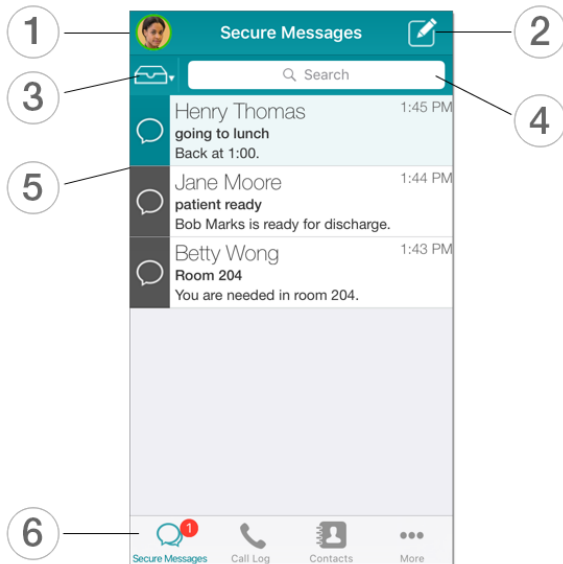 1
Secure Messages
2
3
Search
4
Henry Thomas 1:45 PM
going to lunch
Back at 1:00.
5
Jane Moore 1:44 PM
patient ready
Bob Marks is ready for discharge.
Betty Wong 1:43 PM
Room 204
You are needed in room 204.
6
1
Secure Messages Call Log Contacts More